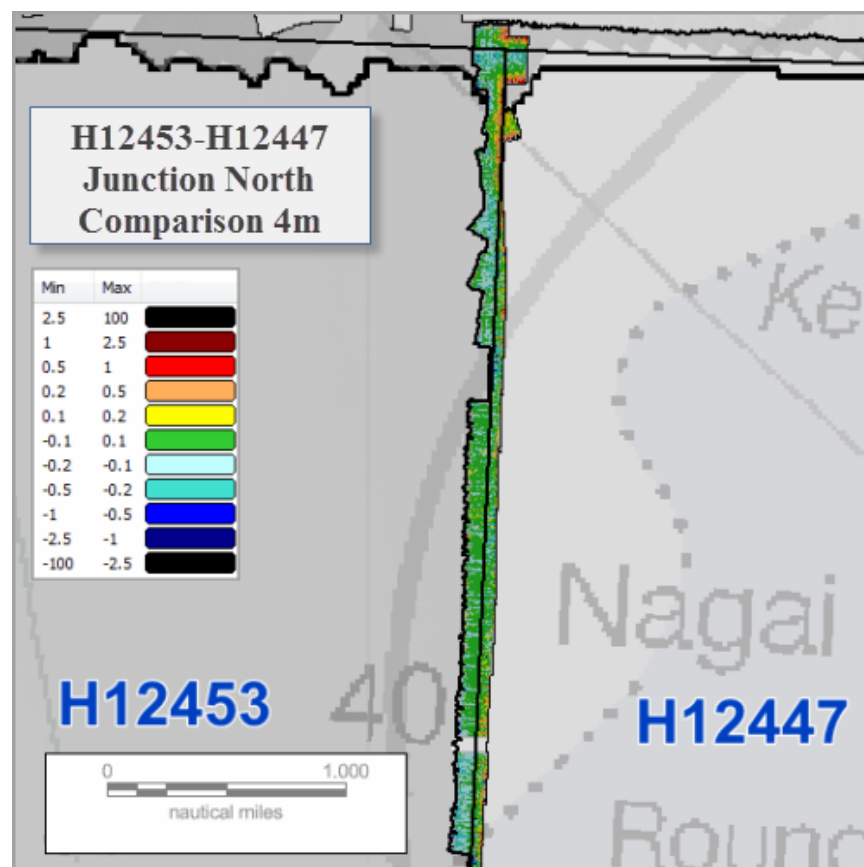 H12453-H12447
Junction North
Comparison 4m
Min Max
2.5 100
1 2.5
0.5 1
0.2 0.5
0.1 0.2
-0.1 0.1
-0.2 -0.1
-0.5 -0.2
-1 -0.5
-2.5 -1
-100 -2.5
Ke
Nagai
H12453
40
H12447
0 1.000
nautical miles
Roun